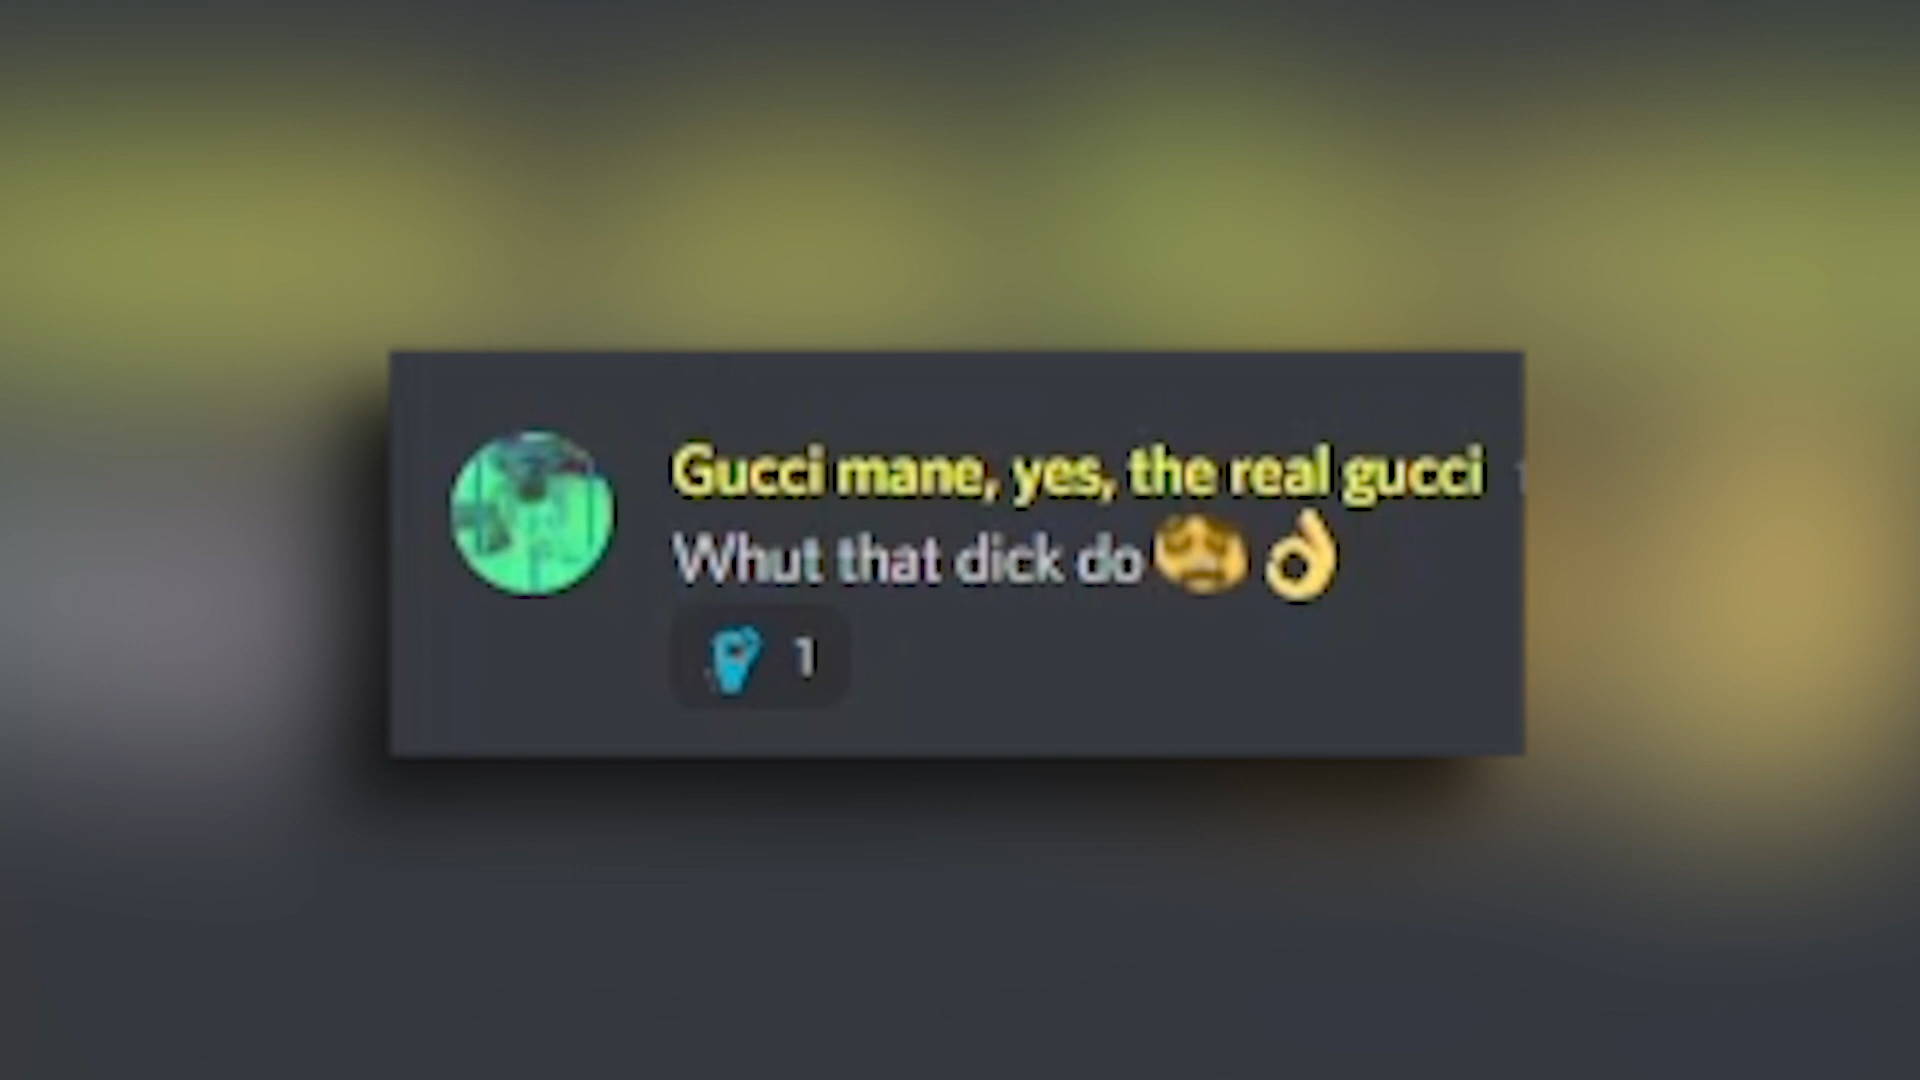 Gucci mane, yes, the real gucci
Whut that dick do😩👌
1